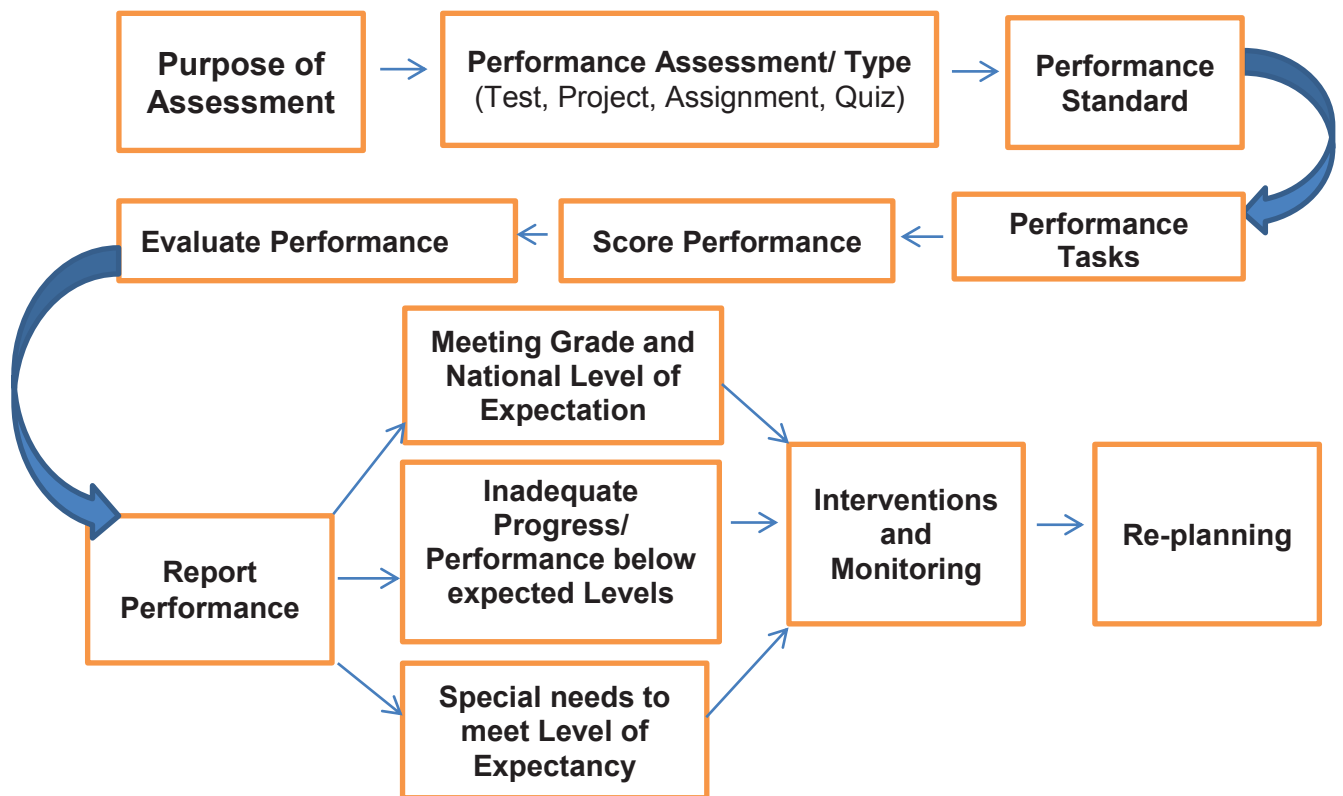 Purpose of
Assessment
Performance Assessment/ Type
(Test, Project, Assignment, Quiz)
Performance
Standard
Performance
Tasks
Score Performance
Evaluate Performance
Report
Performance
Meeting Grade and
National Level of
Expectation
Inadequate
Progress/
Performance below
expected Levels
Special needs to
meet Level of
Expectancy
Interventions
and
Monitoring
Re-planning